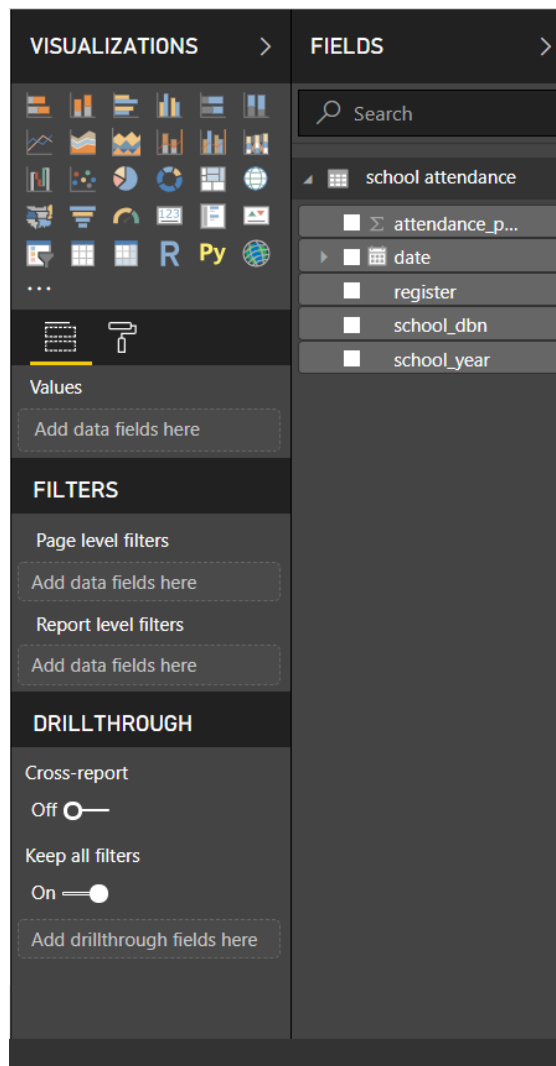 VISUALIZATIONS
123
R
Py
...
Values
Add data fields here
FILTERS
Page level filters
Add data fields here
Report level filters
Add data fields here
DRILLTHROUGH
Cross-report
Off
Keep all filters
On
Add drillthrough fields here
FIELDS
Search
school attendance
Σ attendance_p...
date
register
school_dbn
school_year